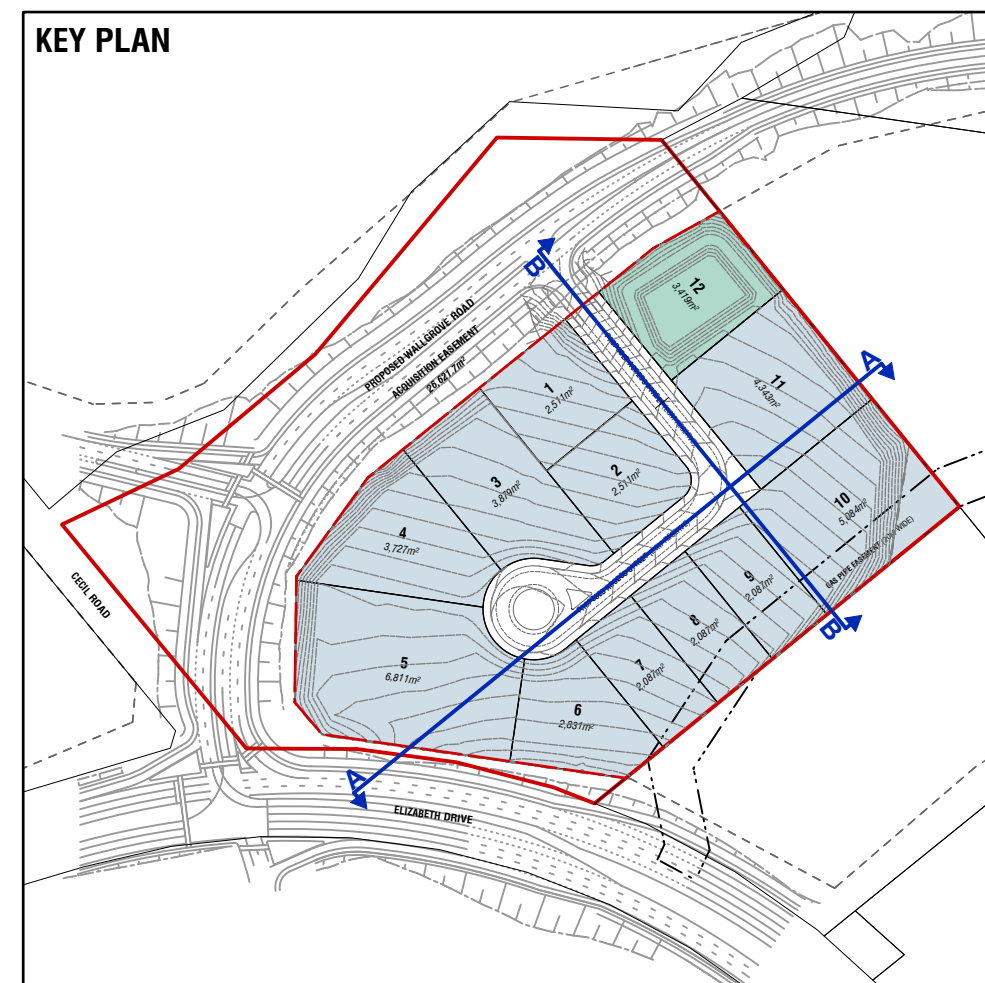 KEY PLAN
B
12
3,419m²
PROPOSED WALLGROVE ROAD
ACQUISITION EASEMENT
26,621.7m²
A
11
4,343m²
1
2,511m²
2
2,511m²
3
3,879m²
4
3,727m²
10
5,084m²
GAS PIPE EASEMENT (20M WIDE)
9
2,087m²
8
2,087m²
7
2,087m²
B
CECIL ROAD
5
6,811m²
6
2,831m²
A
ELIZABETH DRIVE